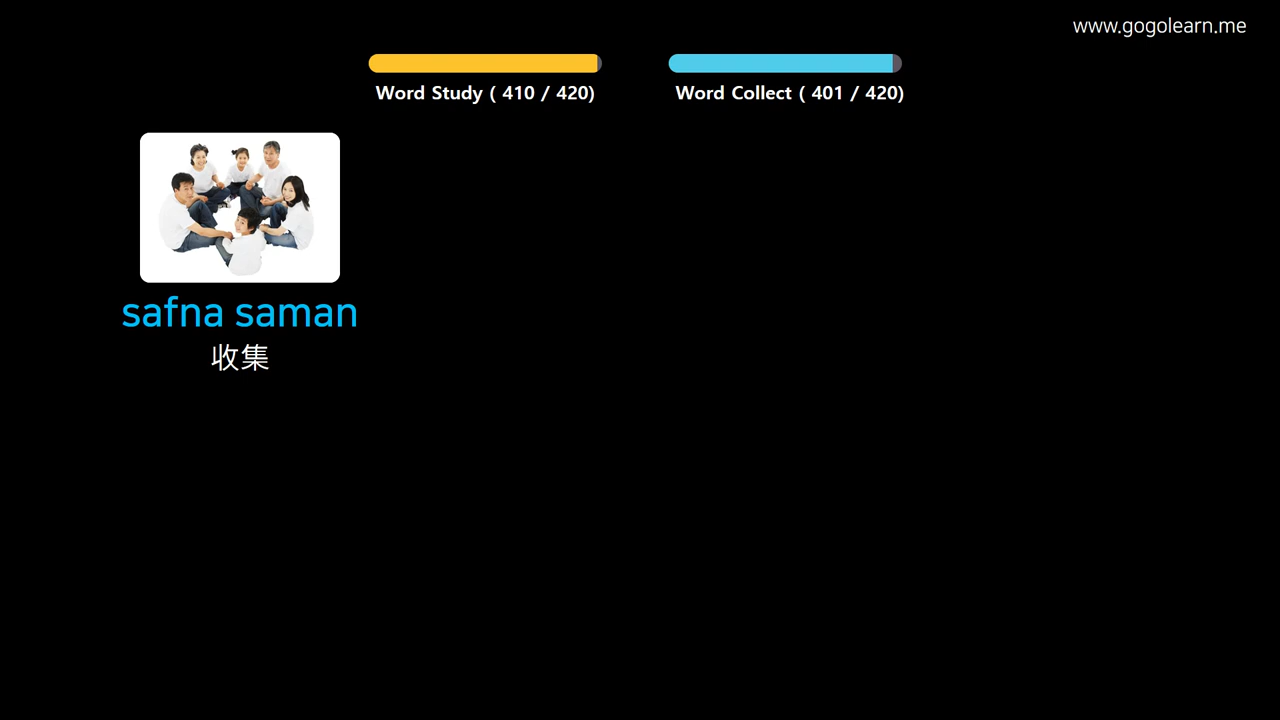 www.gogolearn.me
Word Study ( 410 / 420)
Word Collect ( 401 / 420)
safna saman
收集